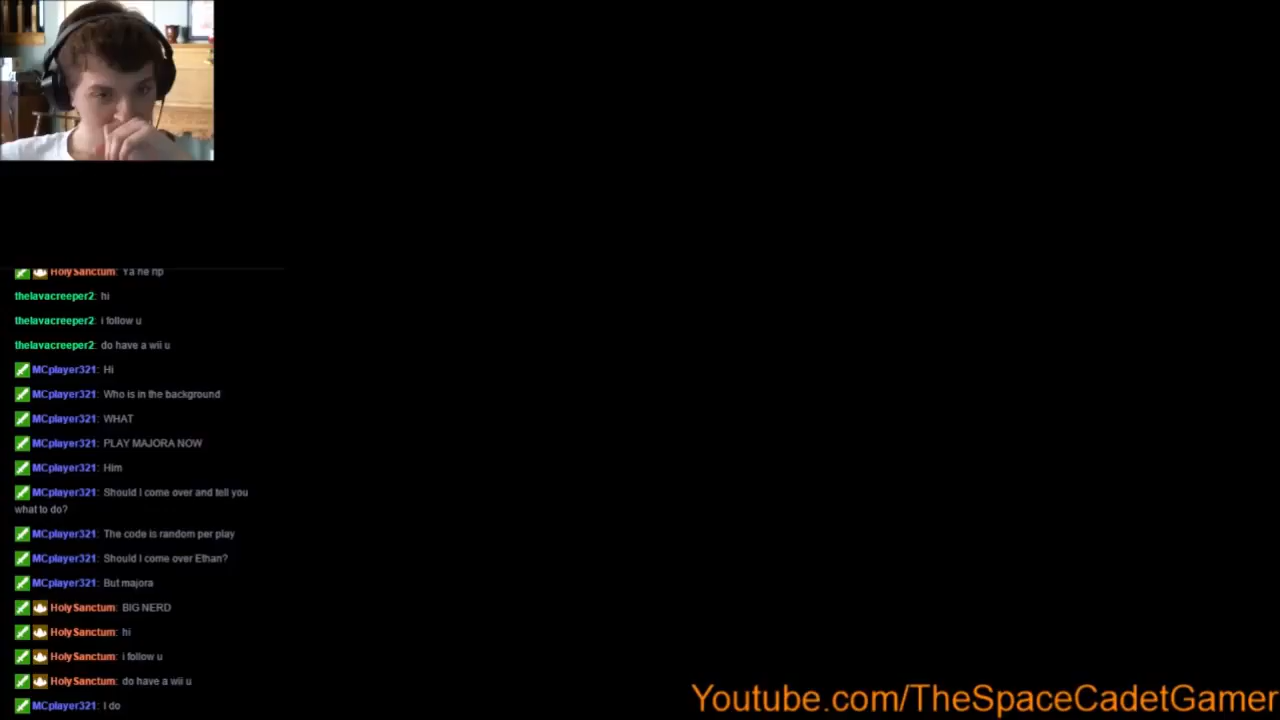 HolySanctum: Ya he np
thelavacreeper2: hi
thelavacreeper2: i follow u
thelavacreeper2: do have a wii u
MCplayer321: Hi
MCplayer321: Who is in the background
MCplayer321: WHAT
MCplayer321: PLAY MAJORA NOW
MCplayer321: Him
MCplayer321: Should I come over and tell you
what to do?
MCplayer321: The code is random per play
MCplayer321: Should I come over Ethan?
MCplayer321: But majora
HolySanctum: BIG NERD
HolySanctum: hi
HolySanctum: i follow u
HolySanctum: do have a wii u
MCplayer321: I do
Youtube.com/TheSpaceCadetGamer